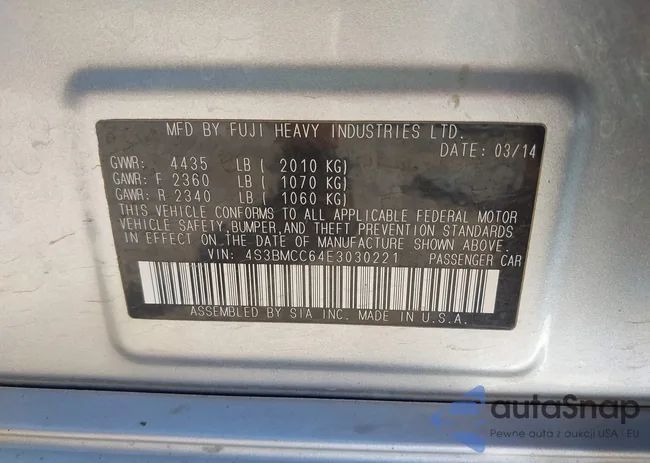 MFD BY FUJI HEAVY INDUSTRIES LTD.
DATE: 03/14
GVWR: 4435 LB ( 2010 KG)
GAWR: F 2360 LB ( 1070 KG)
GAWR: R 2340 LB ( 1060 KG)
THIS VEHICLE CONFORMS TO ALL APPLICABLE FEDERAL MOTOR
VEHICLE SAFETY, BUMPER, AND THEFT PREVENTION STANDARDS
IN EFFECT ON THE DATE OF MANUFACTURE SHOWN ABOVE.
VIN: 4S3BMCC64E3030221 PASSENGER CAR
ASSEMBLED BY SIA INC. MADE IN U.S.A.
autaSnap
Pewne auta z aukcji USA - EU